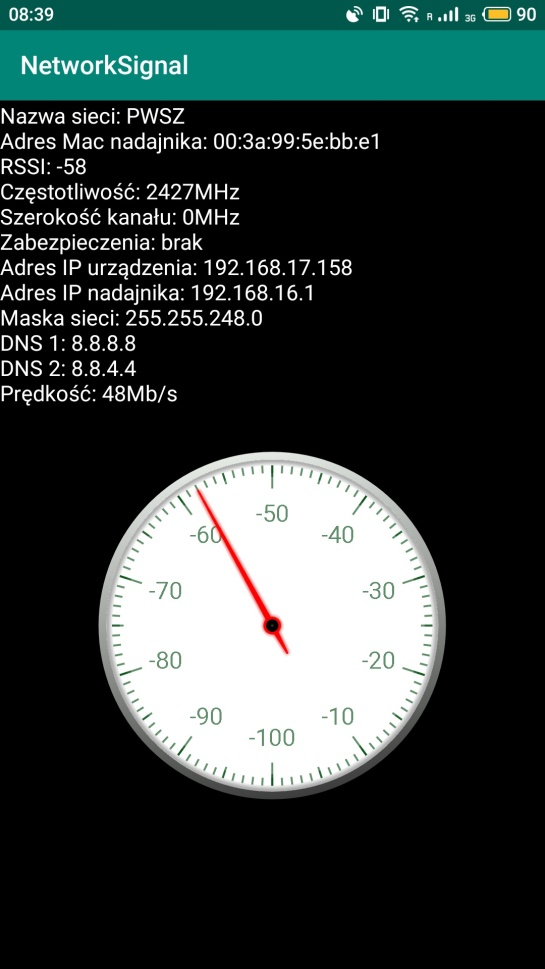 08:39 R 3G 90
NetworkSignal
Nazwa sieci: PWSZ
Adres Mac nadajnika: 00:3a:99:5e:bb:e1
RSSI: -58
Częstotliwość: 2427MHz
Szerokość kanału: 0MHz
Zabezpieczenia: brak
Adres IP urządzenia: 192.168.17.158
Adres IP nadajnika: 192.168.16.1
Maska sieci: 255.255.248.0
DNS 1: 8.8.8.8
DNS 2: 8.8.4.4
Prędkość: 48Mb/s
-50
-60 -40
-70 -30
-80 -20
-90 -10
-100